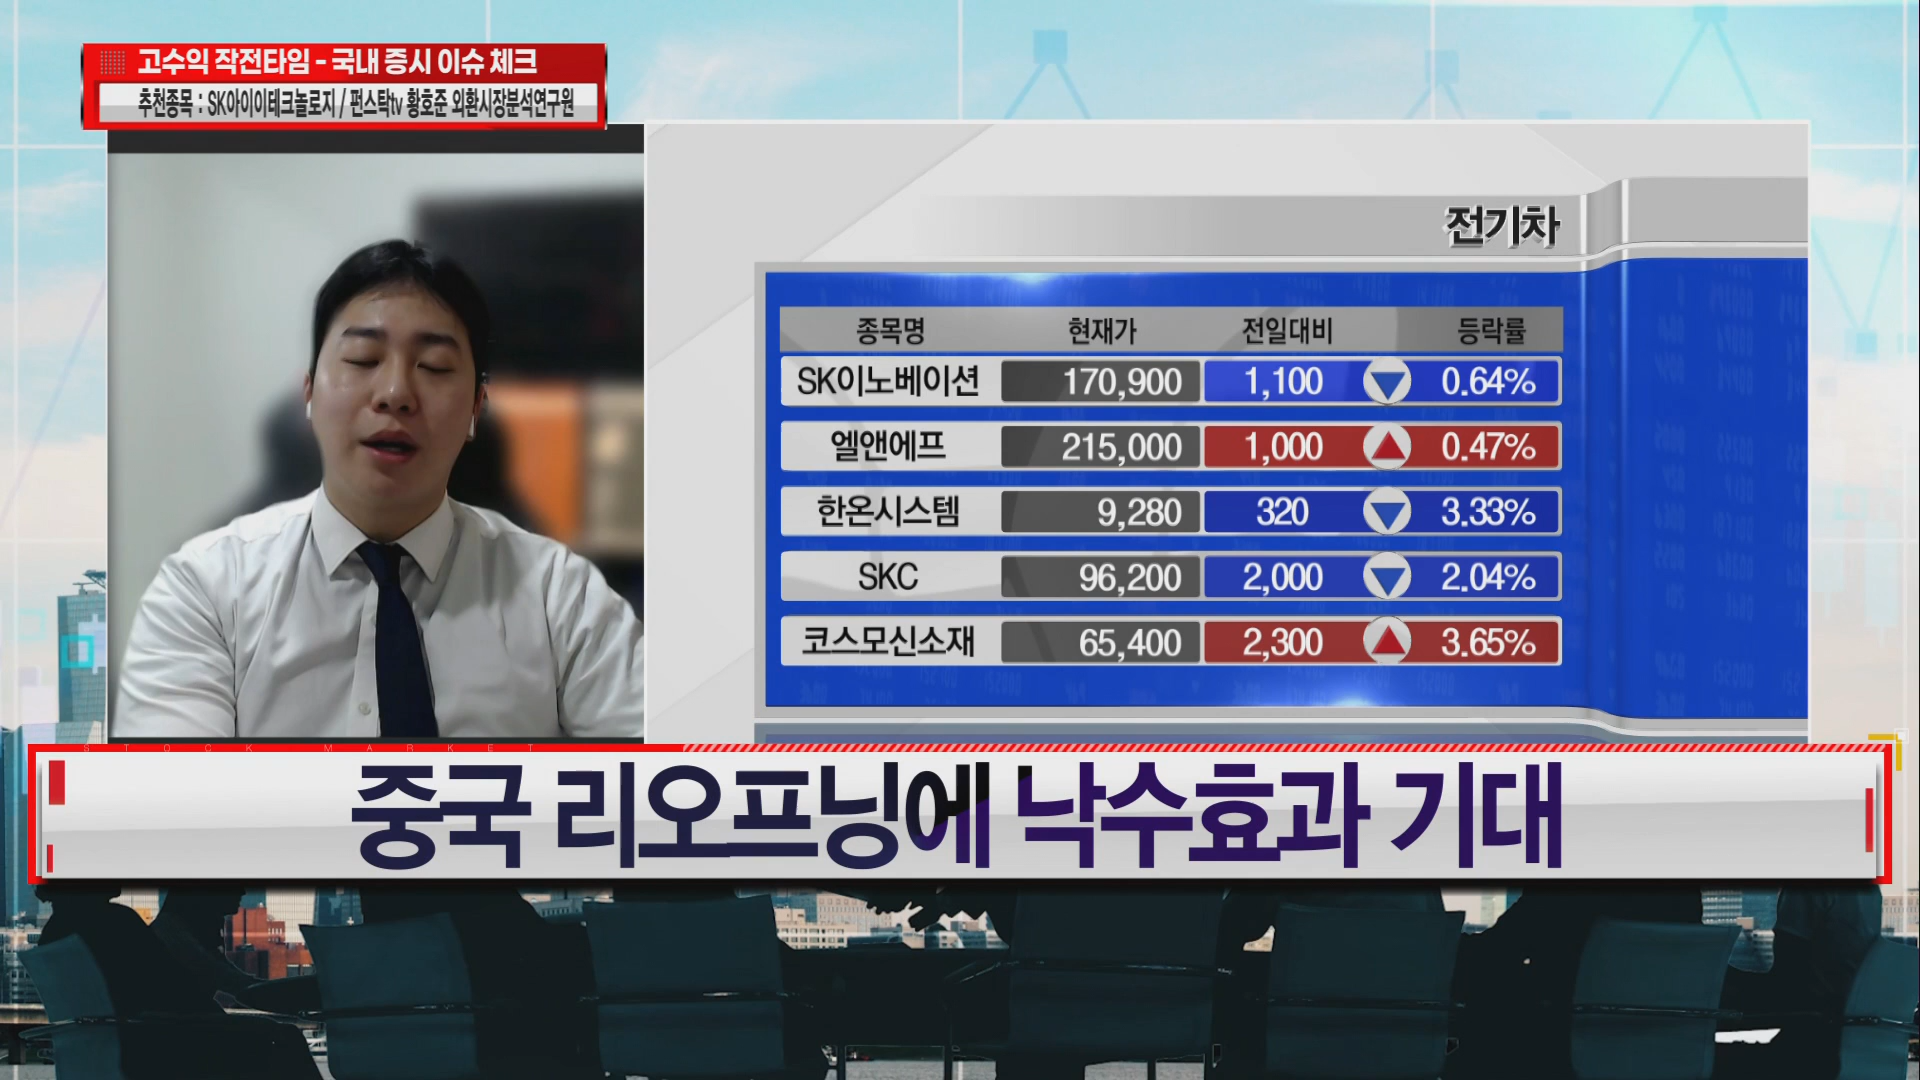 고수익 작전타임 - 국내 증시 이슈 체크
추천종목 : SK아이이테크놀로지 / 펀스탁tv 황호준 외환시장분석연구원
전기차
종목명 현재가 전일대비 등락률
SK이노베이션 170,900 1,100 ▼ 0.64%
엘앤에프 215,000 1,000 ▲ 0.47%
한온시스템 9,280 320 ▼ 3.33%
SKC 96,200 2,000 ▼ 2.04%
코스모신소재 65,400 2,300 ▲ 3.65%
STOCK MARKET
중국 리오프닝에 낙수효과 기대